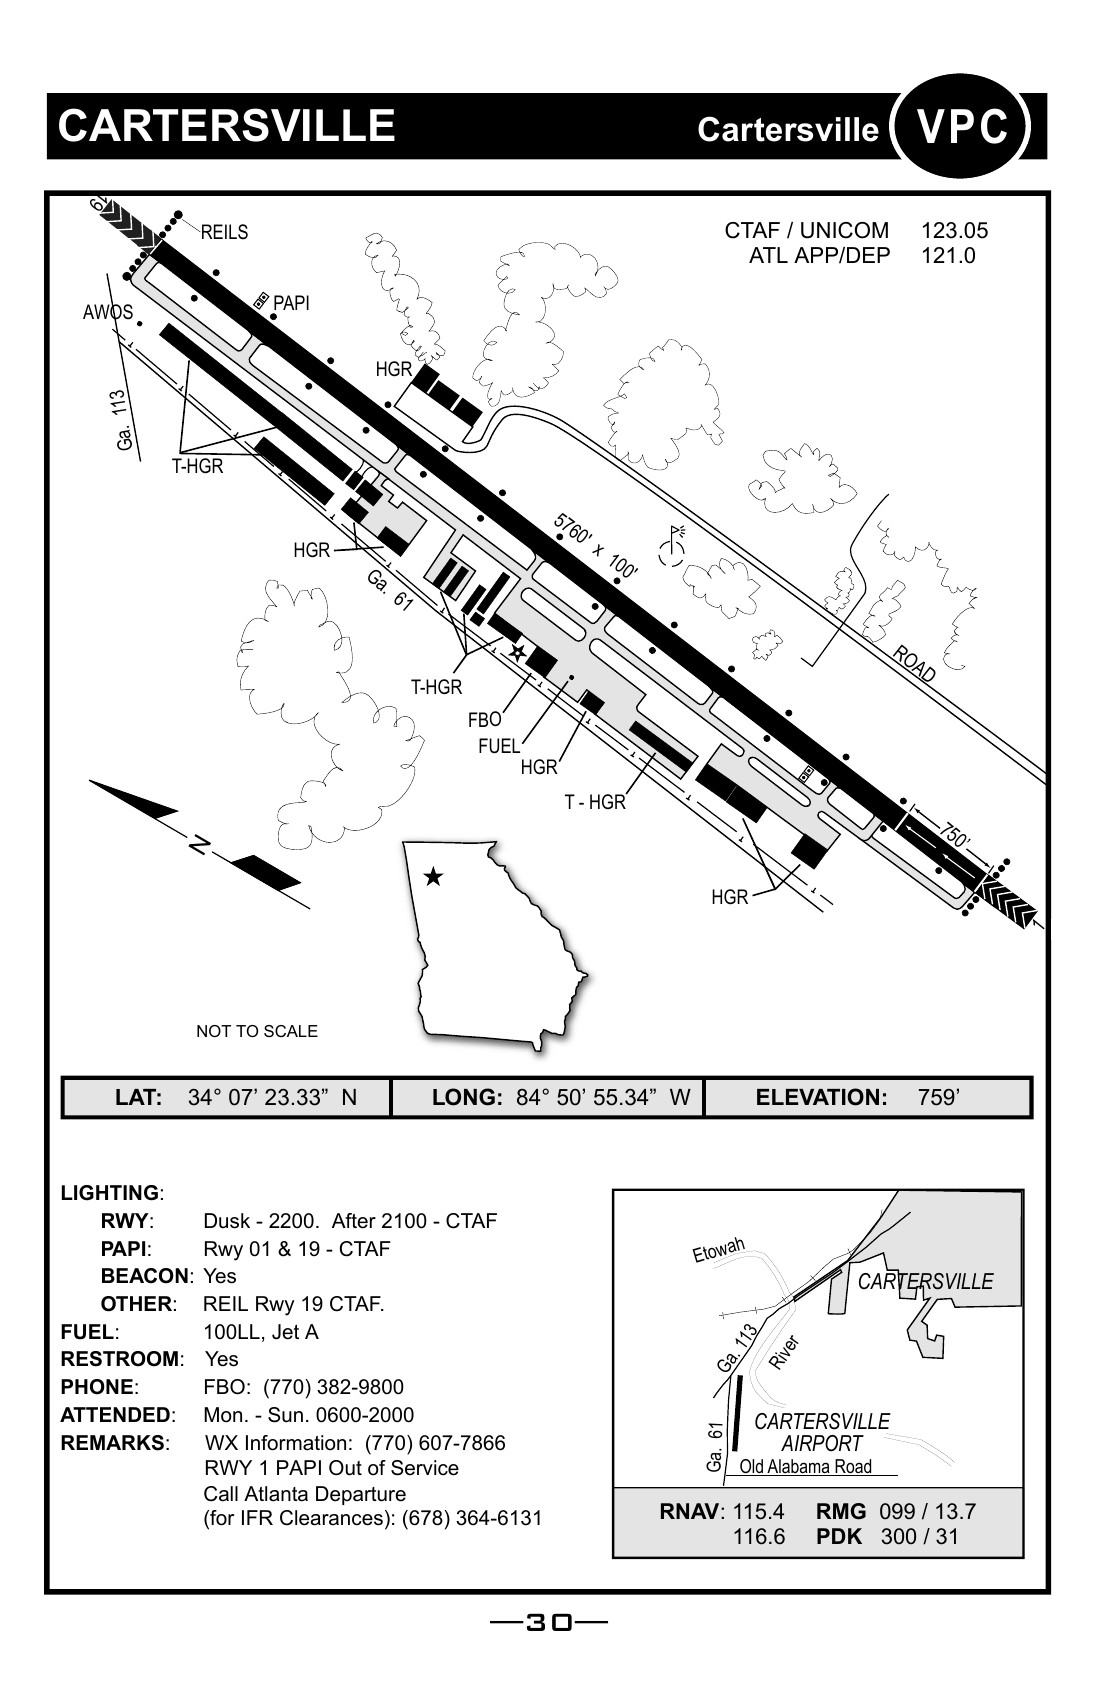 CARTERSVILLE
Cartersville VPC
19
REILS
CTAF / UNICOM 123.05
ATL APP/DEP 121.0
PAPI
AWOS
HGR
Ga. 113
T-HGR
5760' x 100'
HGR
Ga. 61
ROAD
T-HGR
FBO
FUEL
HGR
T - HGR
750'
N
HGR
1
NOT TO SCALE
LAT: 34° 07’ 23.33” N LONG: 84° 50’ 55.34” W ELEVATION: 759’
LIGHTING:
RWY: Dusk - 2200. After 2100 - CTAF
PAPI: Rwy 01 & 19 - CTAF
BEACON: Yes
OTHER: REIL Rwy 19 CTAF.
FUEL: 100LL, Jet A
RESTROOM: Yes
PHONE: FBO: (770) 382-9800
ATTENDED: Mon. - Sun. 0600-2000
REMARKS: WX Information: (770) 607-7866
RWY 1 PAPI Out of Service
Call Atlanta Departure
(for IFR Clearances): (678) 364-6131
Etowah
CARTERSVILLE
Ga. 113
River
Ga. 61
CARTERSVILLE
AIRPORT
Old Alabama Road
RNAV: 115.4 RMG 099 / 13.7
116.6 PDK 300 / 31
30